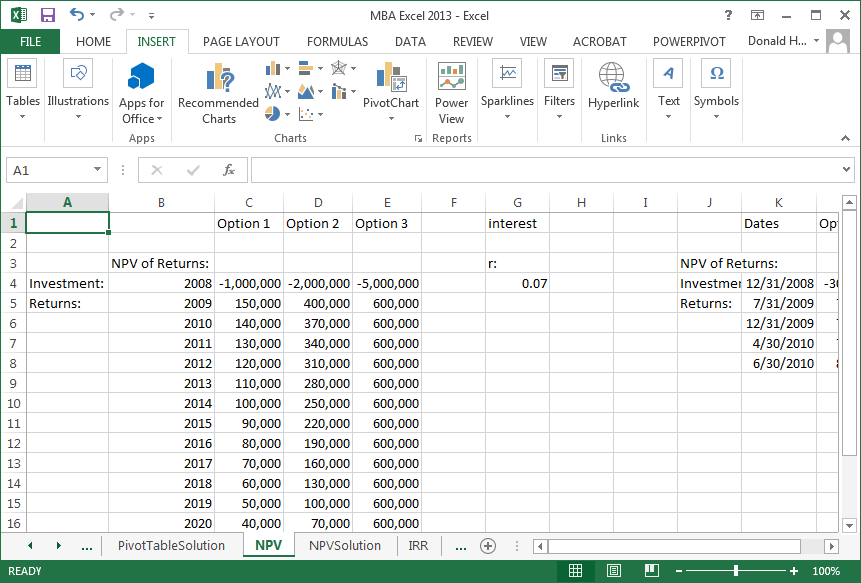 MBA Excel 2013 - Excel
FILE HOME INSERT PAGE LAYOUT FORMULAS DATA REVIEW VIEW ACROBAT POWERPIVOT Donald H...
Tables Illustrations Apps for Office Recommended Charts PivotChart Power View Sparklines Filters Hyperlink Text Symbols
Apps Charts Reports Links
A1 fx
A B C D E F G H I J K
1 Option 1 Option 2 Option 3 interest Dates Op
2
3 NPV of Returns: r: NPV of Returns:
4 Investment: 2008 -1,000,000 -2,000,000 -5,000,000 0.07 Investmen 12/31/2008 -30
5 Returns: 2009 150,000 400,000 600,000 Returns: 7/31/2009
6 2010 140,000 370,000 600,000 12/31/2009
7 2011 130,000 340,000 600,000 4/30/2010
8 2012 120,000 310,000 600,000 6/30/2010
9 2013 110,000 280,000 600,000
10 2014 100,000 250,000 600,000
11 2015 90,000 220,000 600,000
12 2016 80,000 190,000 600,000
13 2017 70,000 160,000 600,000
14 2018 60,000 130,000 600,000
15 2019 50,000 100,000 600,000
16 2020 40,000 70,000 600,000
... PivotTableSolution NPV NPVSolution IRR ...
READY 100%